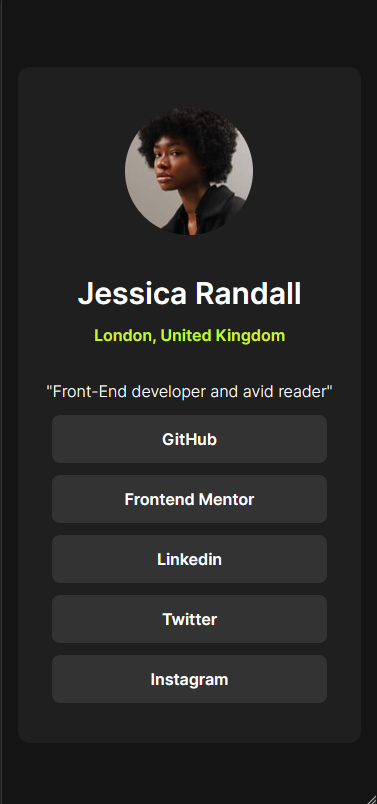 Jessica Randall
London, United Kingdom
"Front-End developer and avid reader"
GitHub
Frontend Mentor
Linkedin
Twitter
Instagram